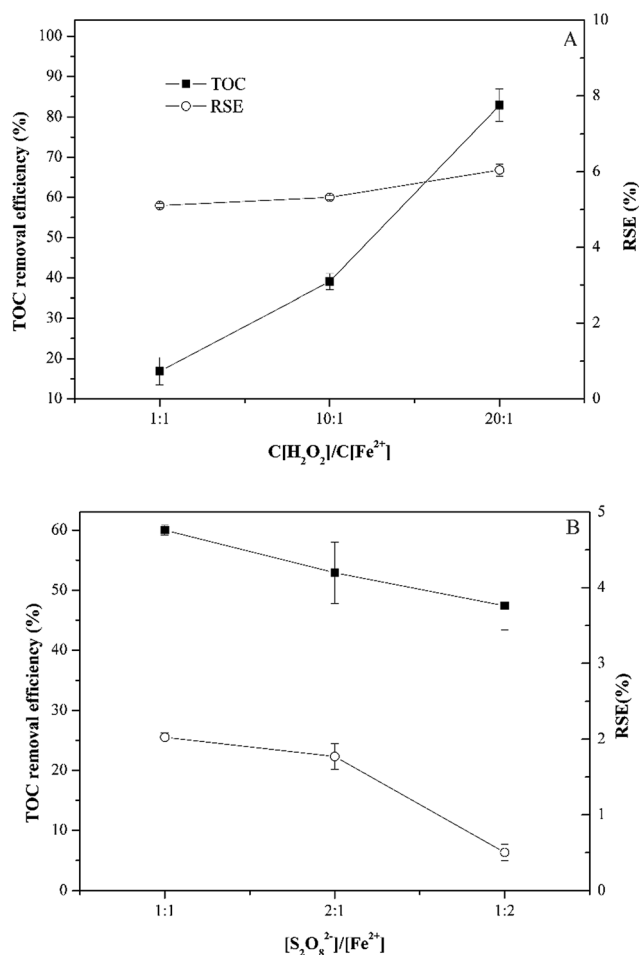 A
TOC
RSE
TOC removal efficiency (%)
100
90
80
70
60
50
40
30
20
10
RSE (%)
10
8
6
4
2
0
1:1 10:1 20:1
C[H₂O₂]/C[Fe²⁺]
B
TOC removal efficiency (%)
60
50
40
30
20
10
0
RSE(%)
5
4
3
2
1
0
1:1 2:1 1:2
[S₂O₈²⁻]/[Fe²⁺]